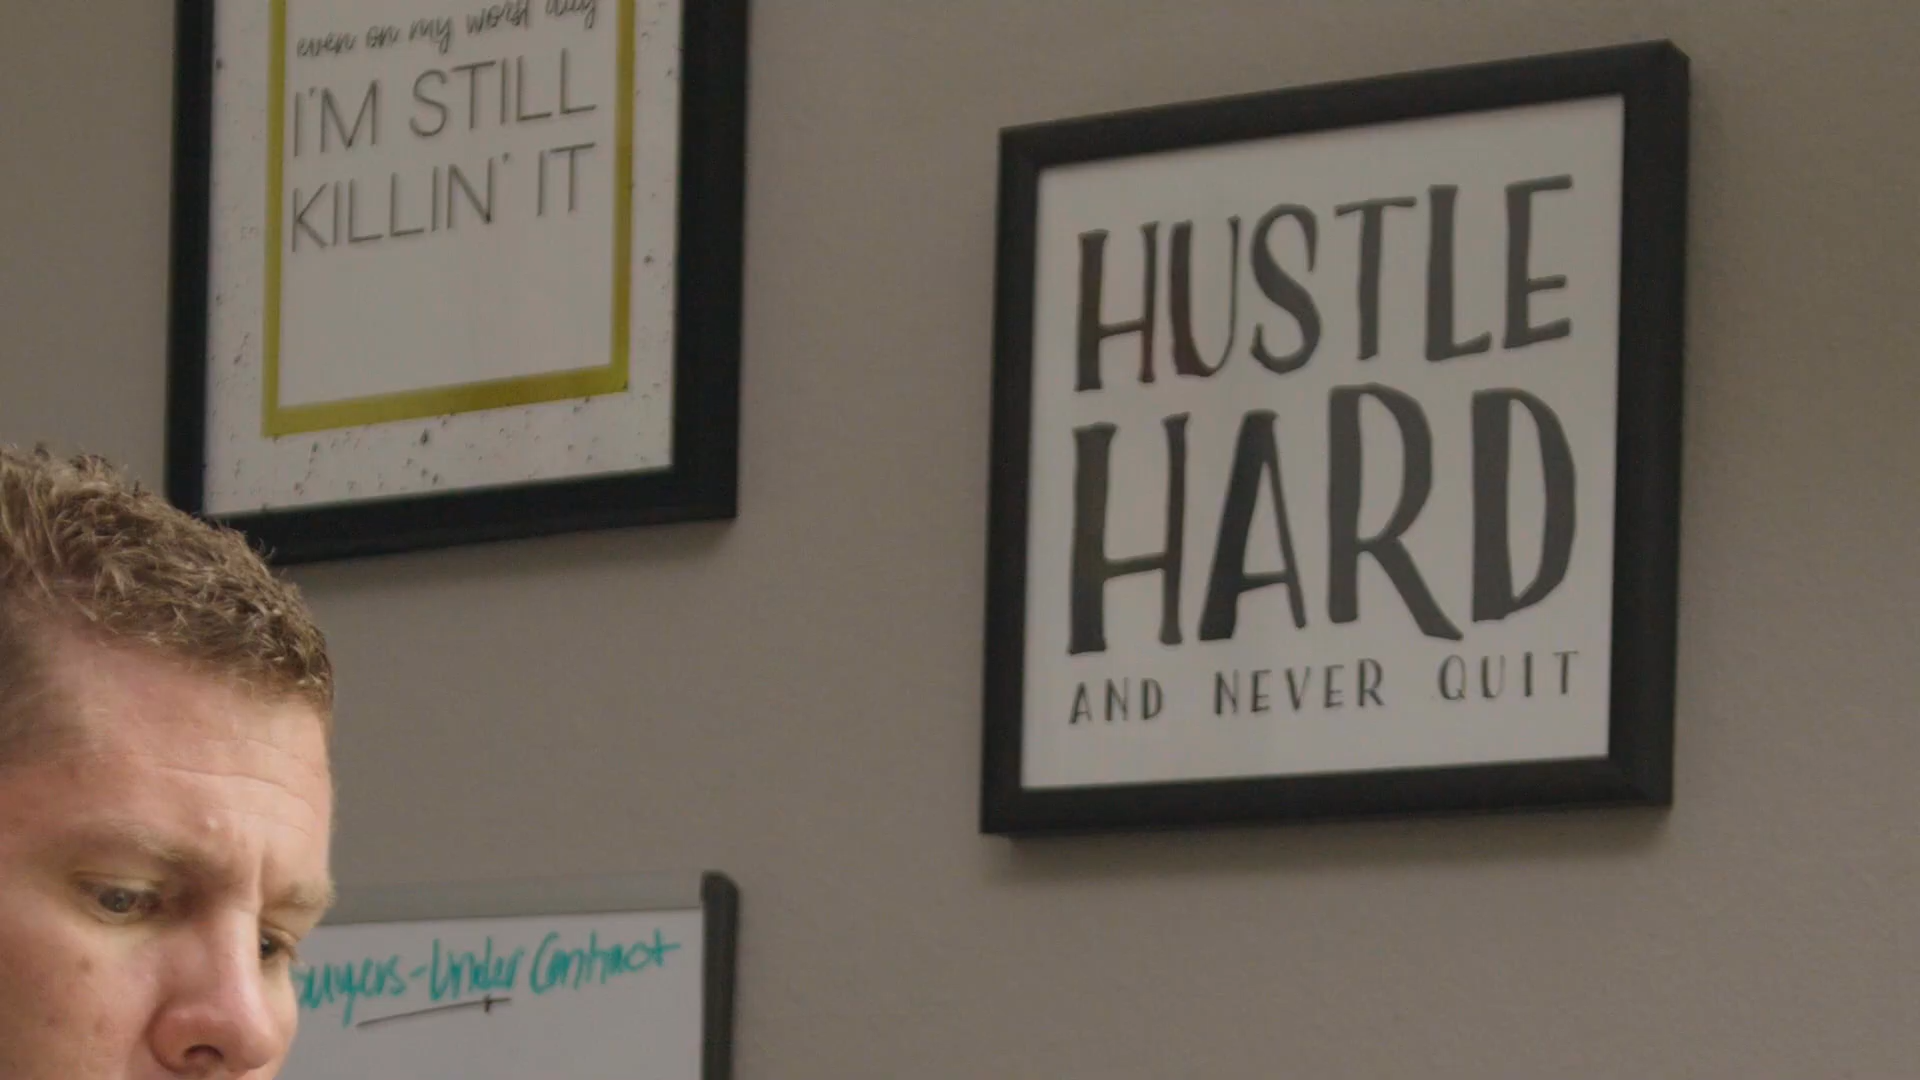 even on my worst day
I'M STILL
KILLIN' IT
HUSTLE
HARD
AND NEVER QUIT
buyers-Under Contract